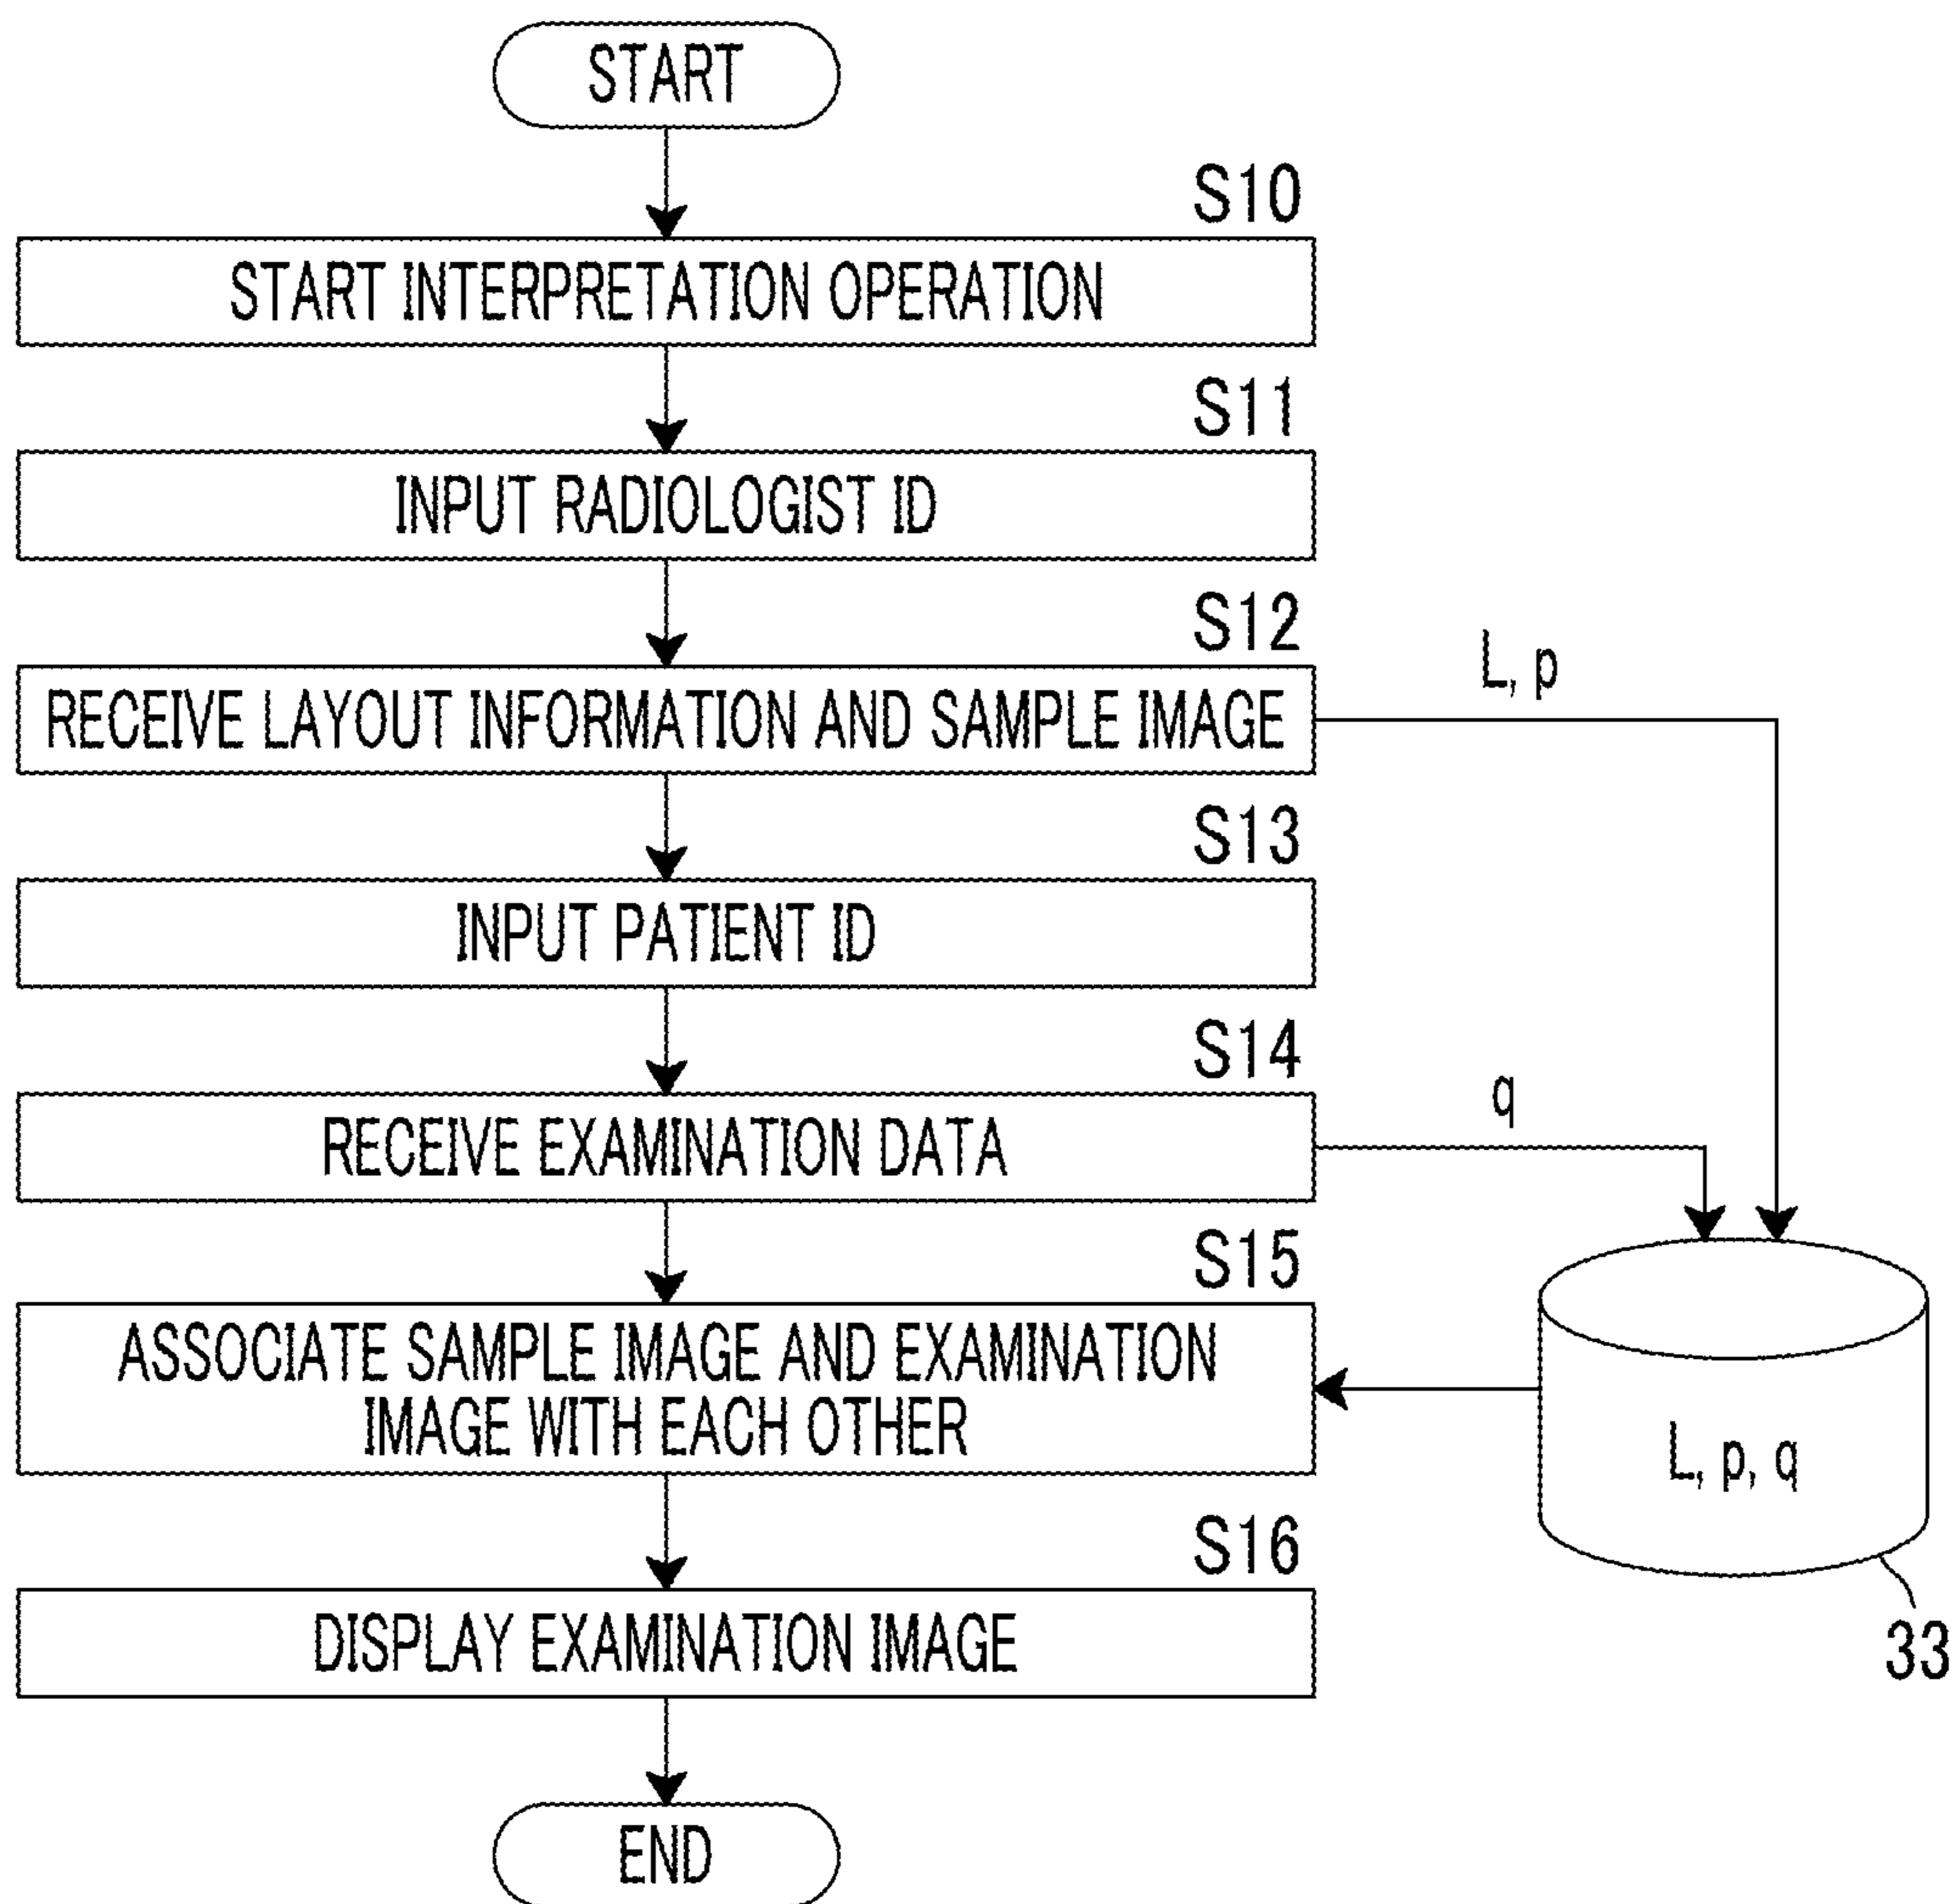 START
S10
START INTERPRETATION OPERATION
S11
INPUT RADIOLOGIST ID
S12
RECEIVE LAYOUT INFORMATION AND SAMPLE IMAGE
L, p
S13
INPUT PATIENT ID
S14
RECEIVE EXAMINATION DATA
q
S15
ASSOCIATE SAMPLE IMAGE AND EXAMINATION
IMAGE WITH EACH OTHER
L, p, q
33
S16
DISPLAY EXAMINATION IMAGE
END